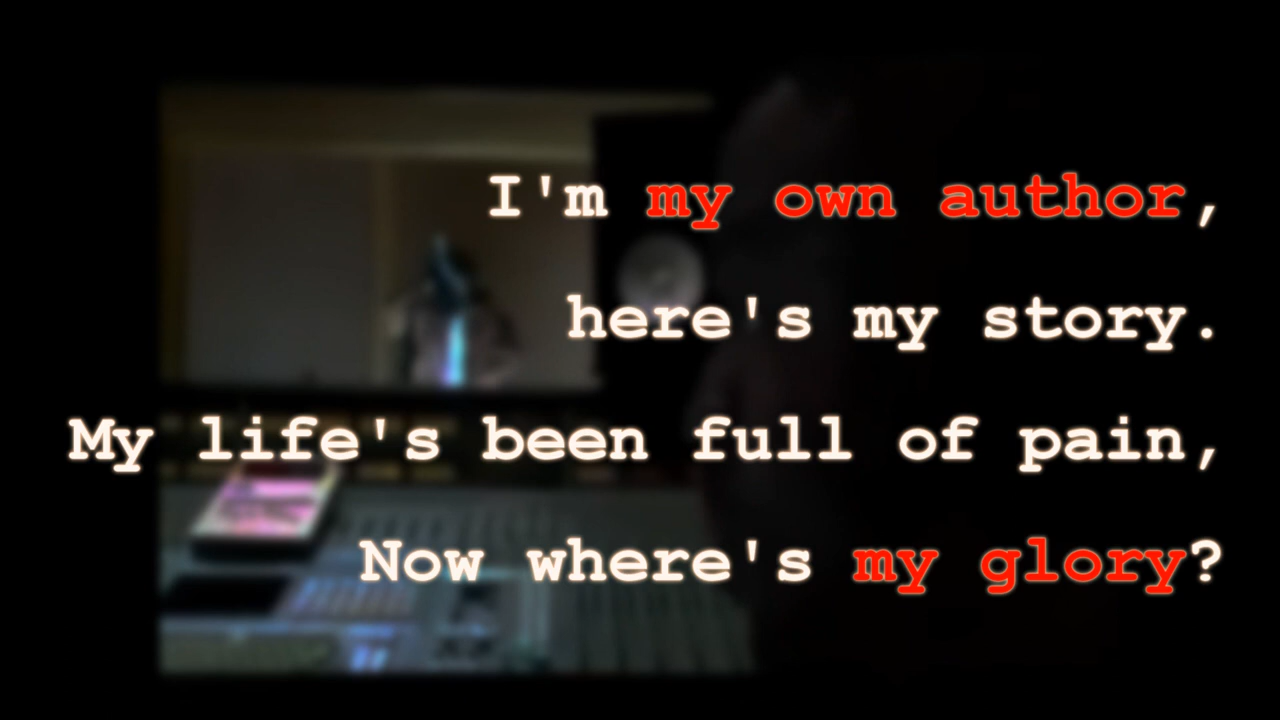 I'm my own author,
here's my story.
My life's been full of pain,
Now where's my glory?